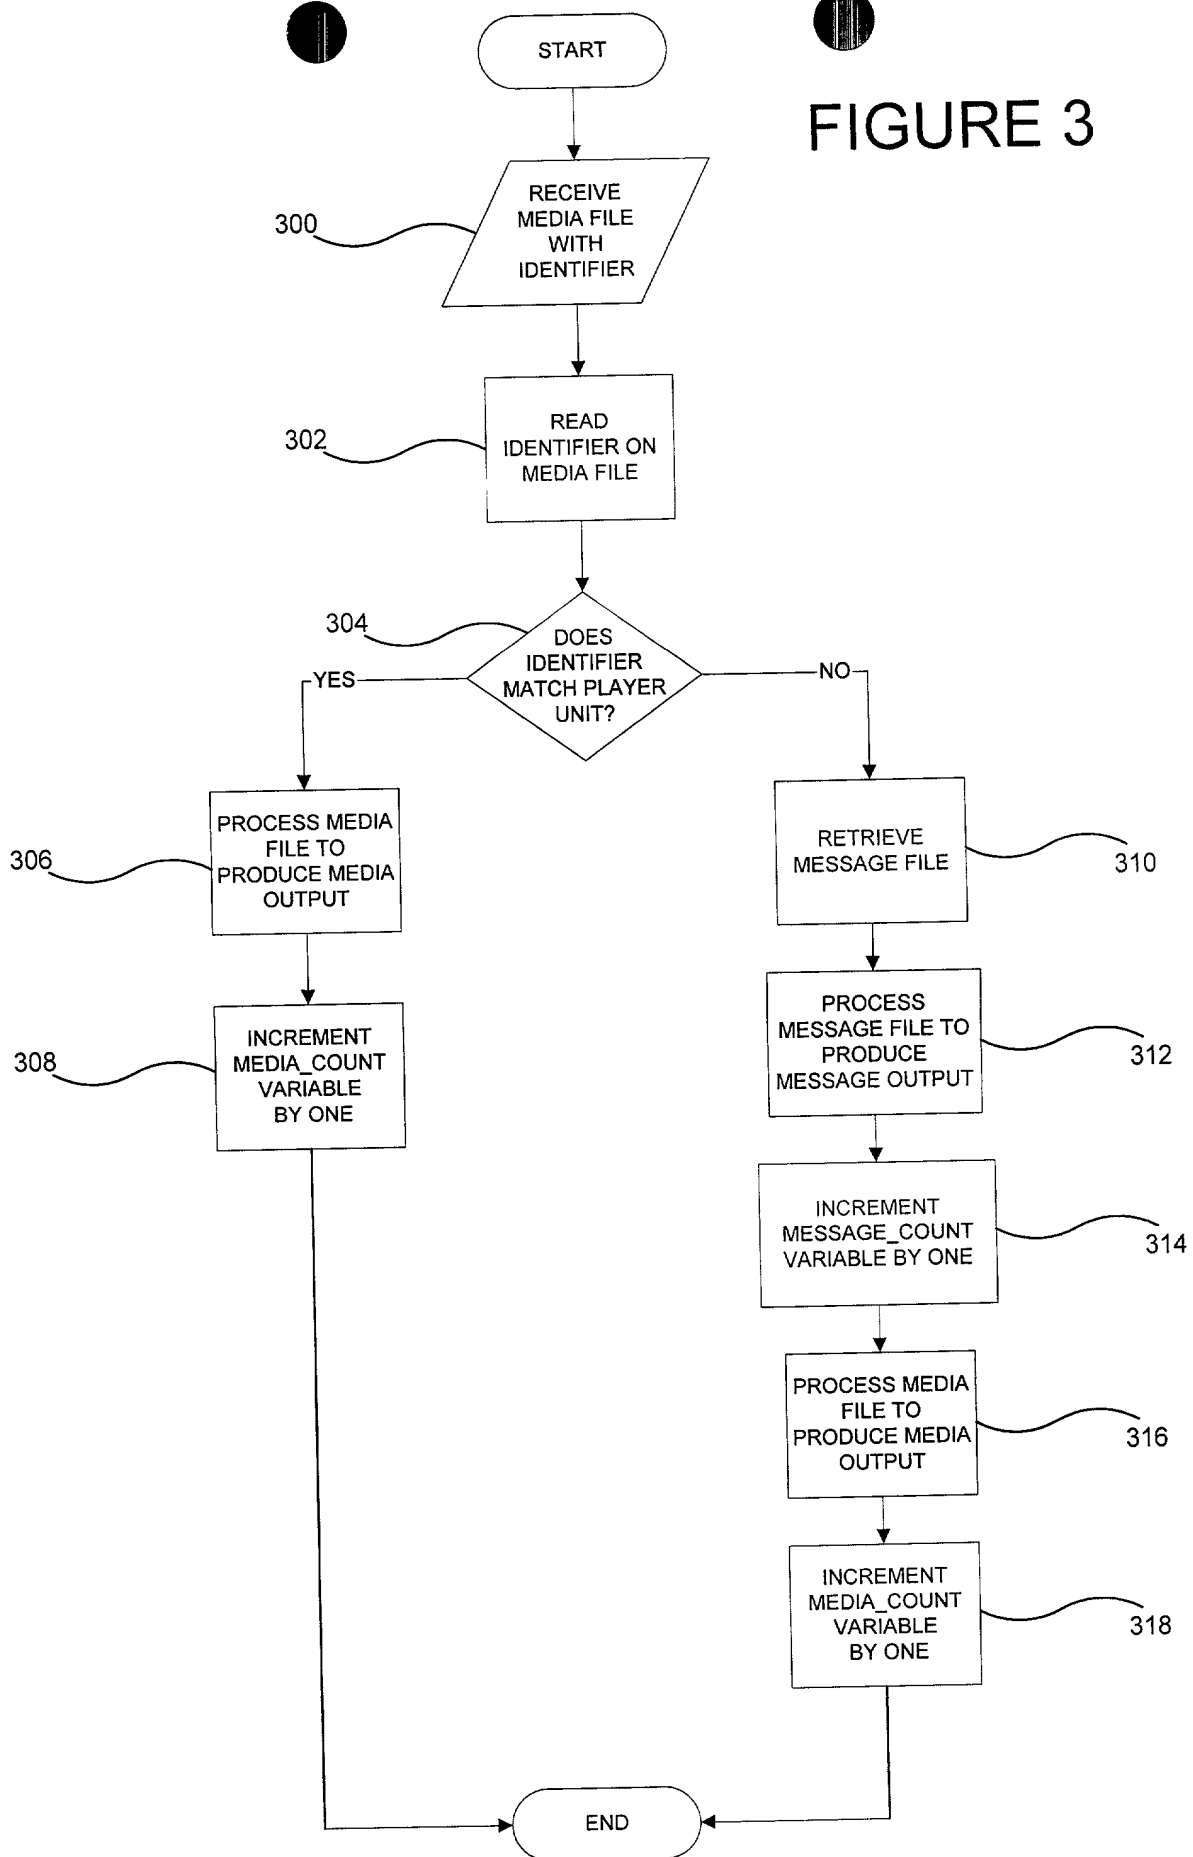 START
FIGURE 3
RECEIVE
MEDIA FILE
WITH
IDENTIFIER
300
READ
IDENTIFIER ON
MEDIA FILE
302
304
DOES
IDENTIFIER
MATCH PLAYER
UNIT?
YES
NO
PROCESS MEDIA
FILE TO
PRODUCE MEDIA
OUTPUT
306
INCREMENT
MEDIA_COUNT
VARIABLE
BY ONE
308
RETRIEVE
MESSAGE FILE
310
PROCESS
MESSAGE FILE TO
PRODUCE
MESSAGE OUTPUT
312
INCREMENT
MESSAGE_COUNT
VARIABLE BY ONE
314
PROCESS MEDIA
FILE TO
PRODUCE MEDIA
OUTPUT
316
INCREMENT
MEDIA_COUNT
VARIABLE
BY ONE
318
END